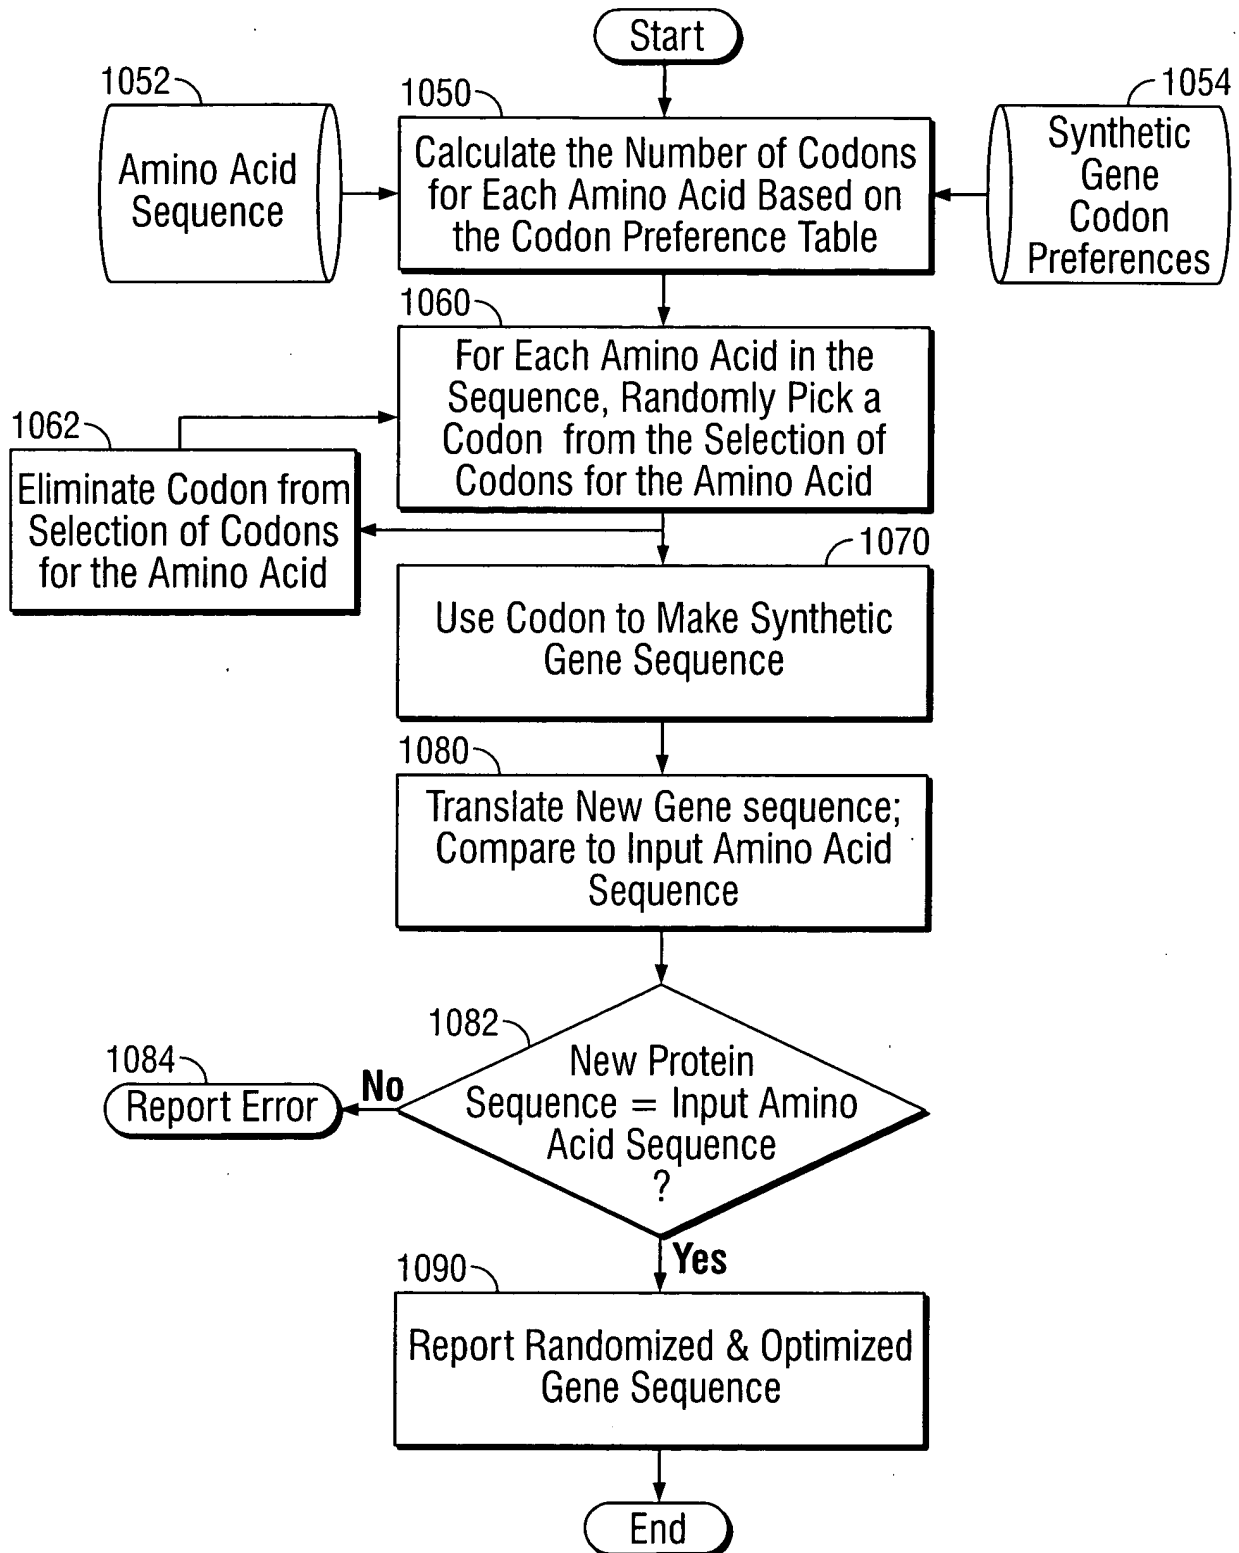 Start
1052
Amino Acid
Sequence
1050
Calculate the Number of Codons
for Each Amino Acid Based on
the Codon Preference Table
1054
Synthetic
Gene
Codon
Preferences
1060
For Each Amino Acid in the
Sequence, Randomly Pick a
Codon from the Selection of
Codons for the Amino Acid
1062
Eliminate Codon from
Selection of Codons
for the Amino Acid
1070
Use Codon to Make Synthetic
Gene Sequence
1080
Translate New Gene sequence;
Compare to Input Amino Acid
Sequence
1082
New Protein
Sequence = Input Amino
Acid Sequence
?
No
1084
Report Error
Yes
1090
Report Randomized & Optimized
Gene Sequence
End